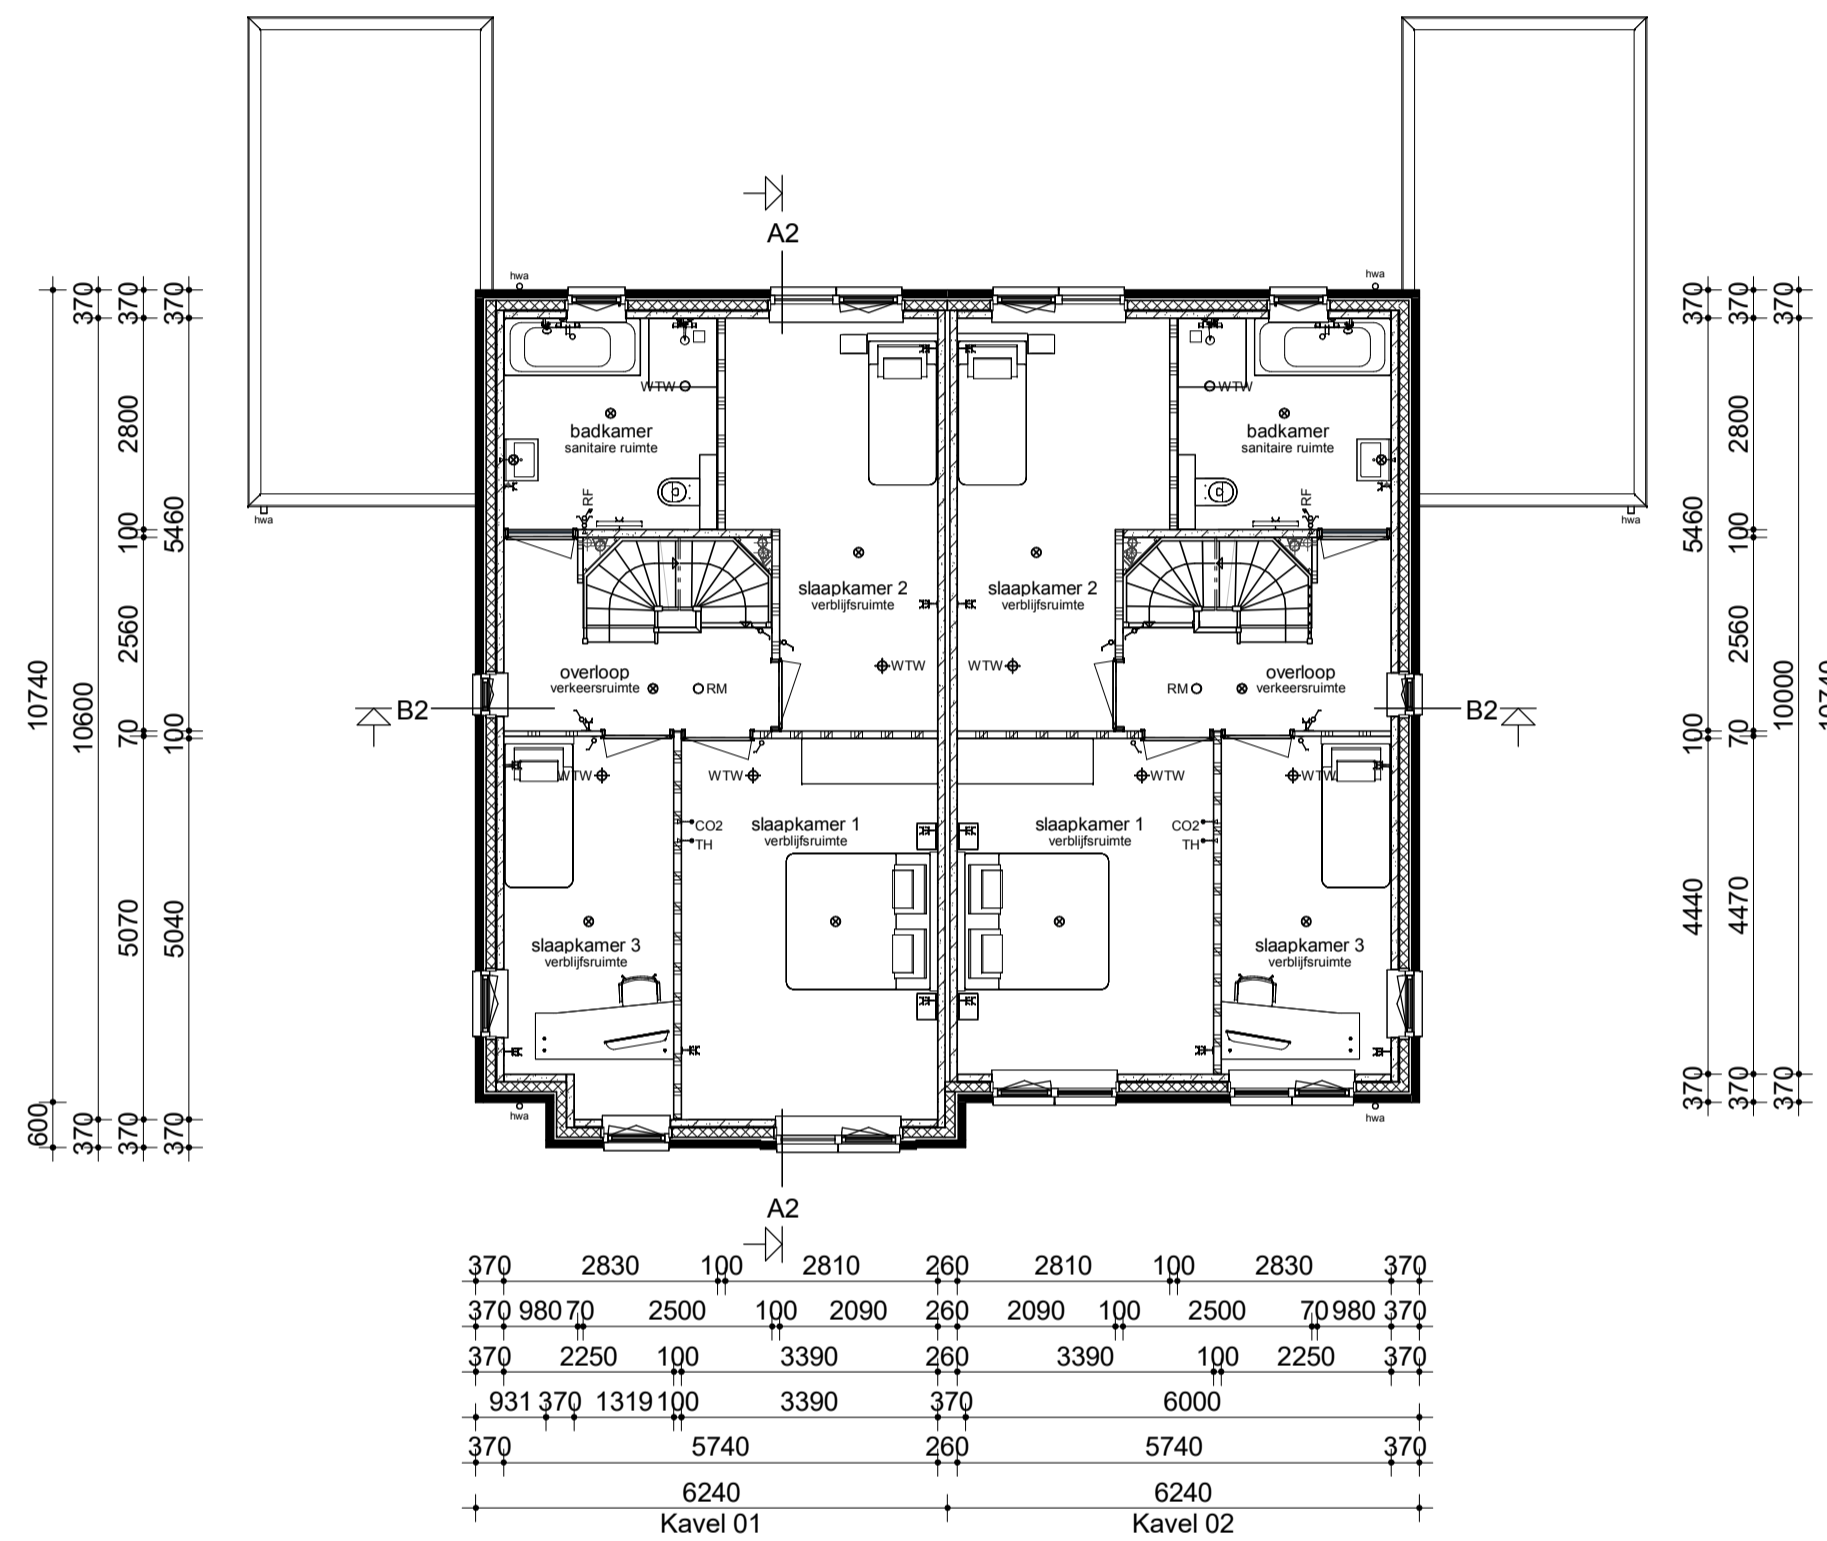 A2
hwa
hwa
370
370
370
370
370
370
WTW
WTW
badkamer
sanitaire ruimte
badkamer
sanitaire ruimte
2800
2800
RF
RF
hwa
hwa
100
5460
5460
100
slaapkamer 2
verblijfsruimte
slaapkamer 2
verblijfsruimte
2560
2560
overloop
verkeersruimte
RM
WTW
WTW
RM
overloop
verkeersruimte
10740
10600
10000
B2
B2
70
100
100
70
WTW
WTW
WTW
WTW
CO2
TH
slaapkamer 1
verblijfsruimte
slaapkamer 1
verblijfsruimte
CO2
TH
5070
5040
4440
4470
slaapkamer 3
verblijfsruimte
slaapkamer 3
verblijfsruimte
370
370
370
hwa
hwa
600
370
370
370
A2
370 2830 100 2810 260 2810 100 2830 370
370 980 70 2500 100 2090 260 2090 100 2500 70 980 370
370 2250 100 3390 260 3390 100 2250 370
931 370 1319 100 3390 370 6000
370 5740 260 5740 370
6240 6240
Kavel 01 Kavel 02